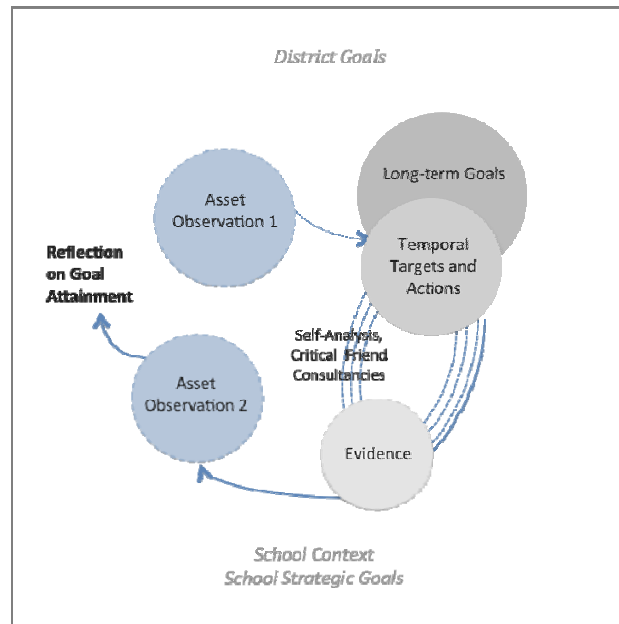 District Goals
Long-term Goals
Asset
Observation 1
Temporal
Targets and
Actions
Reflection
on Goal
Attainment
Self-Analysis,
Critical Friend
Consultancies
Asset
Observation 2
Evidence
School Context
School Strategic Goals